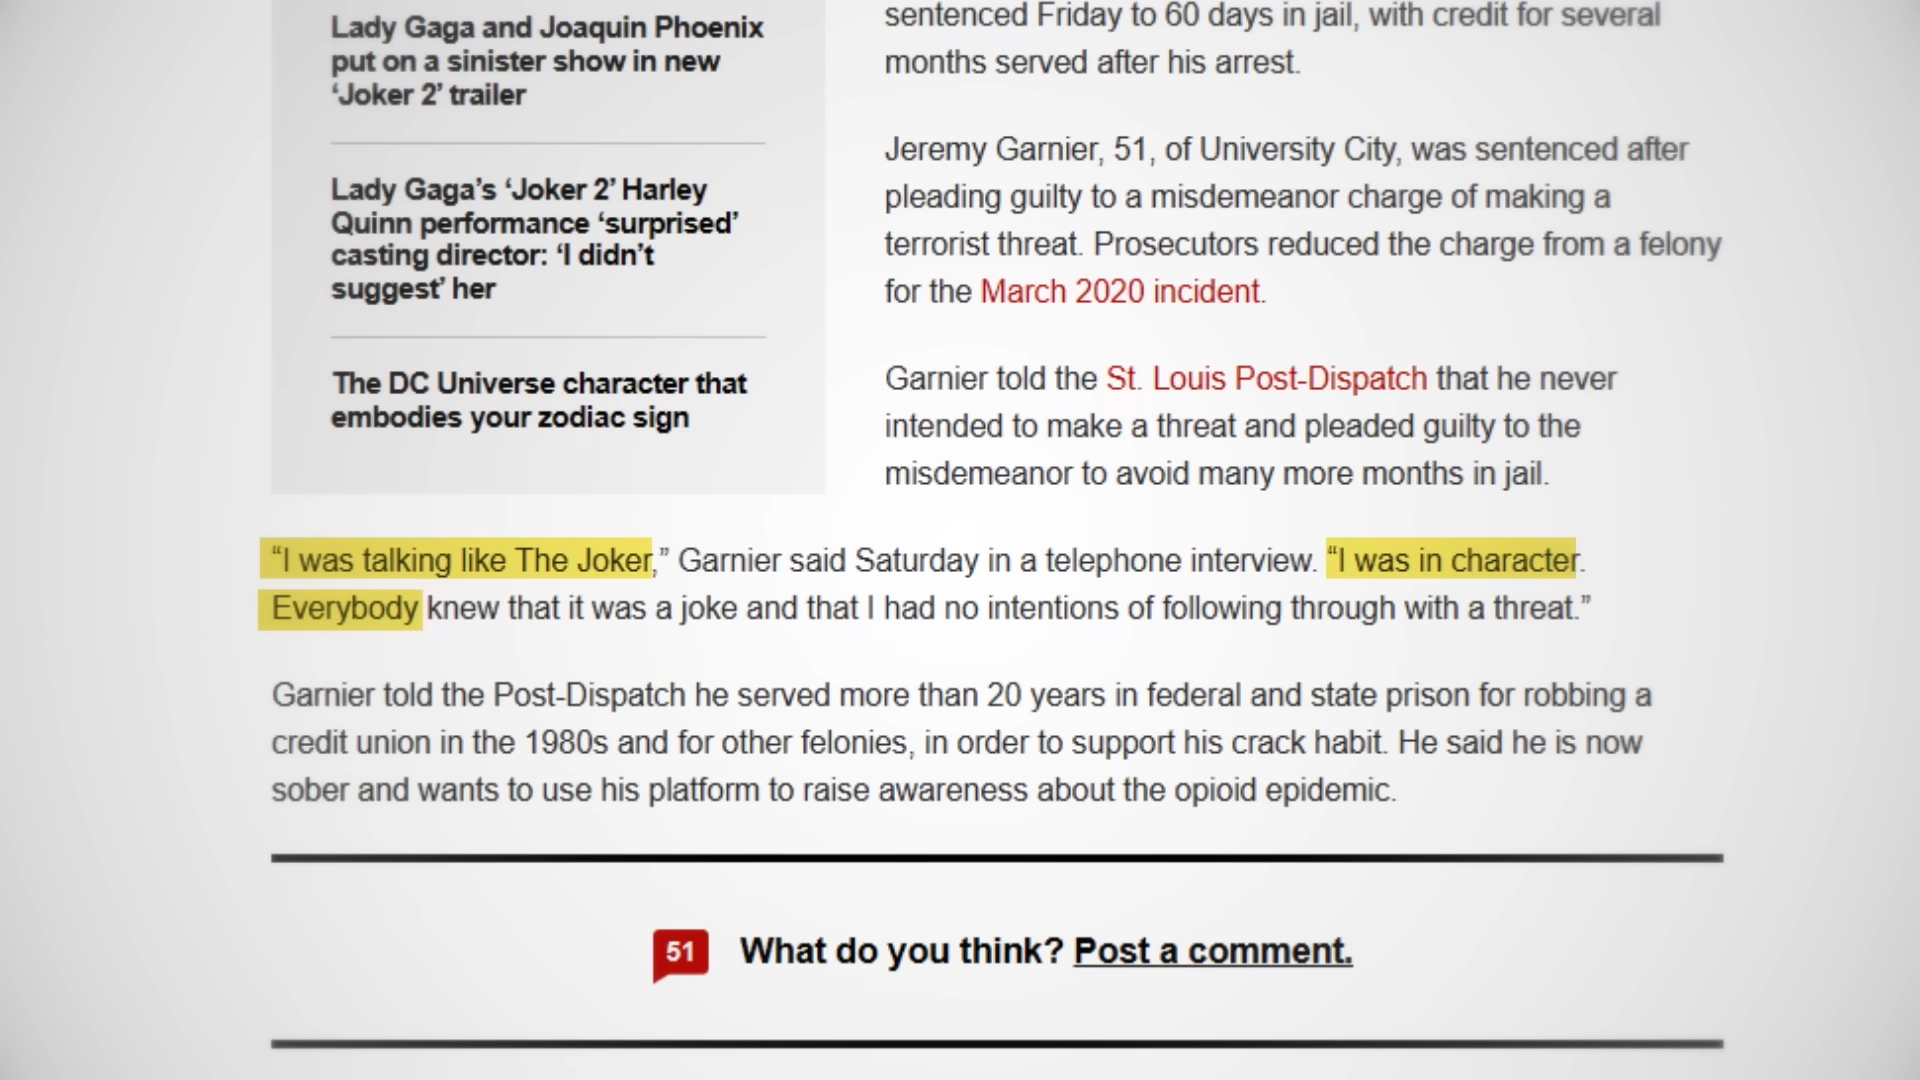 Lady Gaga and Joaquin Phoenix
put on a sinister show in new
‘Joker 2’ trailer
Lady Gaga’s ‘Joker 2’ Harley
Quinn performance ‘surprised’
casting director: ‘I didn’t
suggest’ her
The DC Universe character that
embodies your zodiac sign
sentenced Friday to 60 days in jail, with credit for several
months served after his arrest.
Jeremy Garnier, 51, of University City, was sentenced after
pleading guilty to a misdemeanor charge of making a
terrorist threat. Prosecutors reduced the charge from a felony
for the March 2020 incident.
Garnier told the St. Louis Post-Dispatch that he never
intended to make a threat and pleaded guilty to the
misdemeanor to avoid many more months in jail.
“I was talking like The Joker,” Garnier said Saturday in a telephone interview. “I was in character.
Everybody knew that it was a joke and that I had no intentions of following through with a threat.”
Garnier told the Post-Dispatch he served more than 20 years in federal and state prison for robbing a
credit union in the 1980s and for other felonies, in order to support his crack habit. He said he is now
sober and wants to use his platform to raise awareness about the opioid epidemic.
51 What do you think? Post a comment.